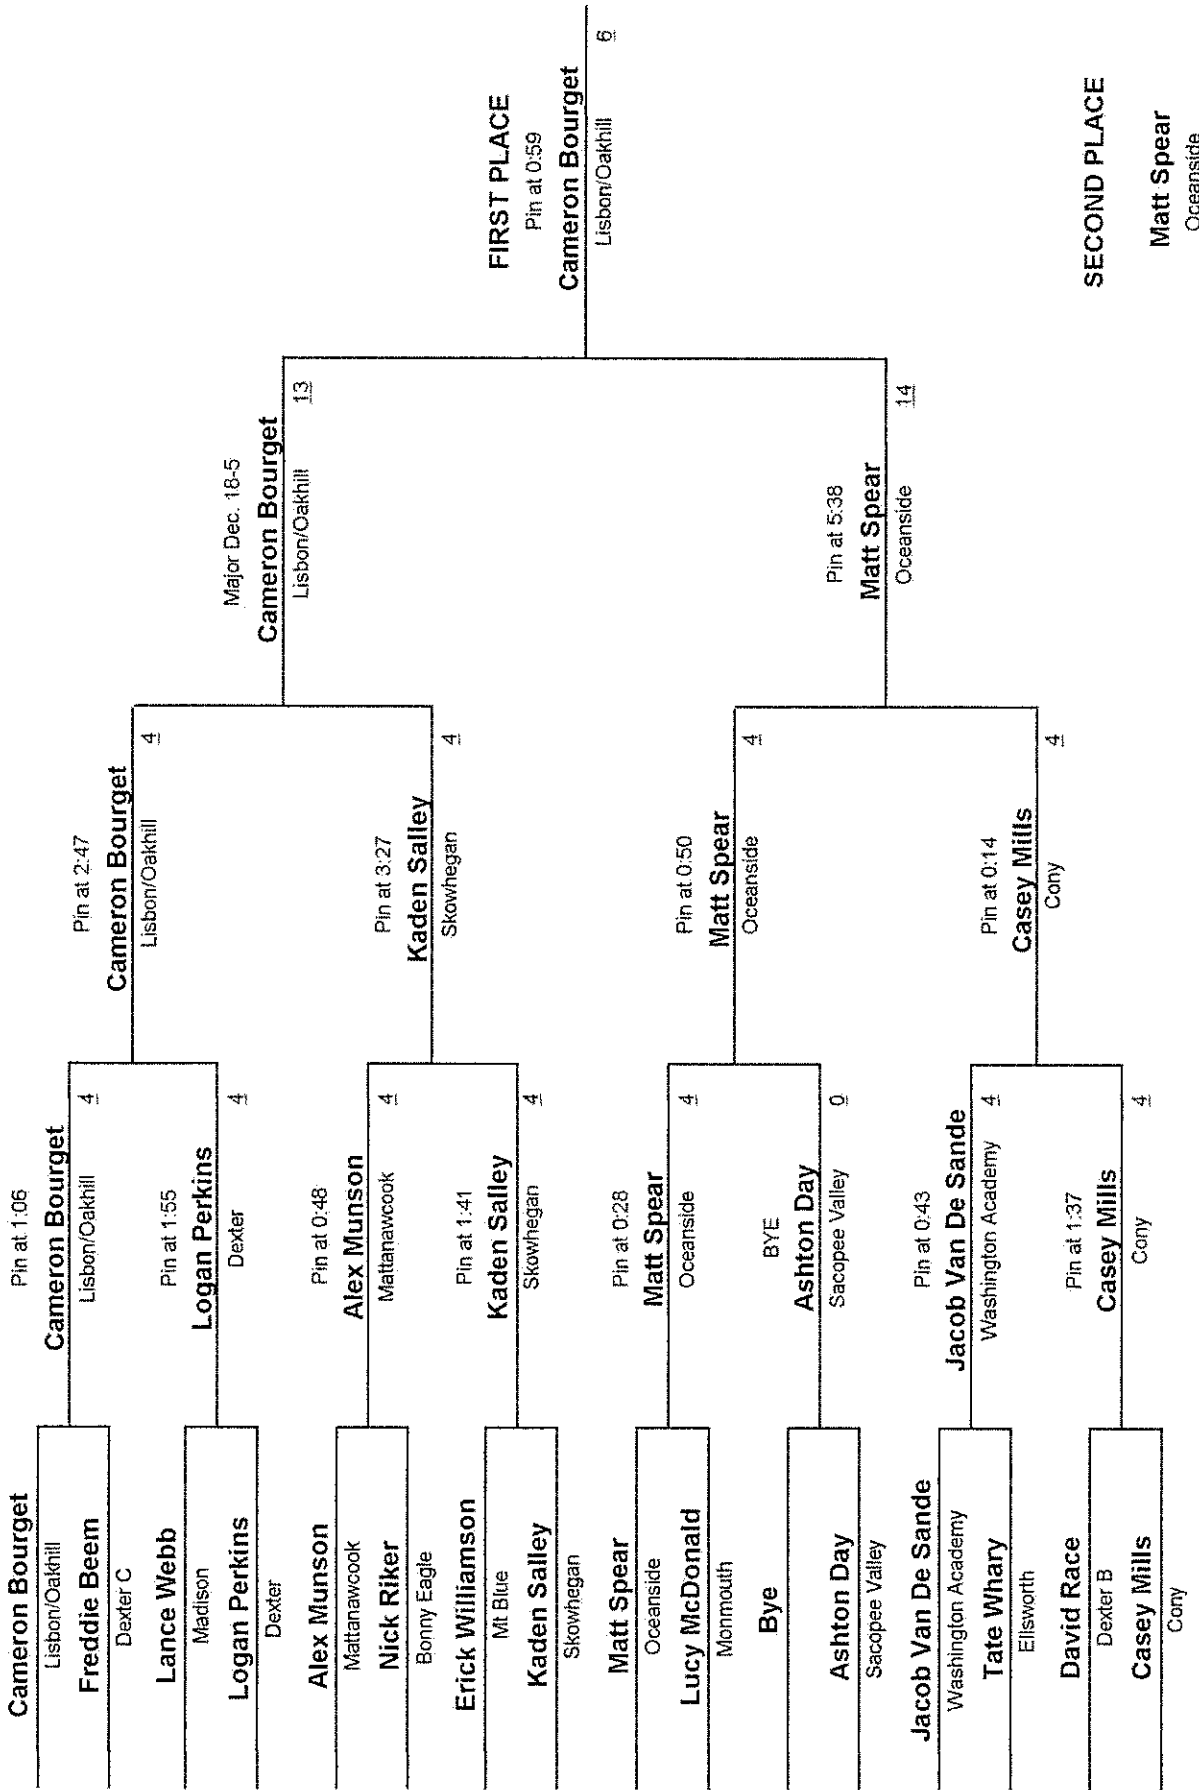 Cameron Bourget
Lisbon/Oakhill
Freddie Beem
Dexter C
Lance Webb
Madison
Logan Perkins
Dexter
Alex Munson
Mattanawcook
Nick Riker
Bonny Eagle
Erick Williamson
Mt Blue
Kaden Salley
Skowhegan
Matt Spear
Oceanside
Lucy McDonald
Monmouth
Bye
Ashton Day
Sacopee Valley
Jacob Van De Sande
Washington Academy
Tate Whary
Ellsworth
David Race
Dexter B
Casey Mills
Cony
Pin at 1:06
Cameron Bourget
Lisbon/Oakhill 4
Pin at 1:55
Logan Perkins
Dexter 4
Pin at 0:48
Alex Munson
Mattanawcook 4
Pin at 1:41
Kaden Salley
Skowhegan 4
Pin at 0:28
Matt Spear
Oceanside 4
BYE
Ashton Day
Sacopee Valley 0
Pin at 0:43
Jacob Van De Sande
Washington Academy 4
Pin at 1:37
Casey Mills
Cony 4
Pin at 2:47
Cameron Bourget
Lisbon/Oakhill 4
Pin at 3:27
Kaden Salley
Skowhegan 4
Pin at 0:50
Matt Spear
Oceanside 4
Pin at 0:14
Casey Mills
Cony 4
Major Dec. 18-5
Cameron Bourget
Lisbon/Oakhill 13
Pin at 5:38
Matt Spear
Oceanside 14
FIRST PLACE
Pin at 0:59
Cameron Bourget
Lisbon/Oakhill 6
SECOND PLACE
Matt Spear
Oceanside